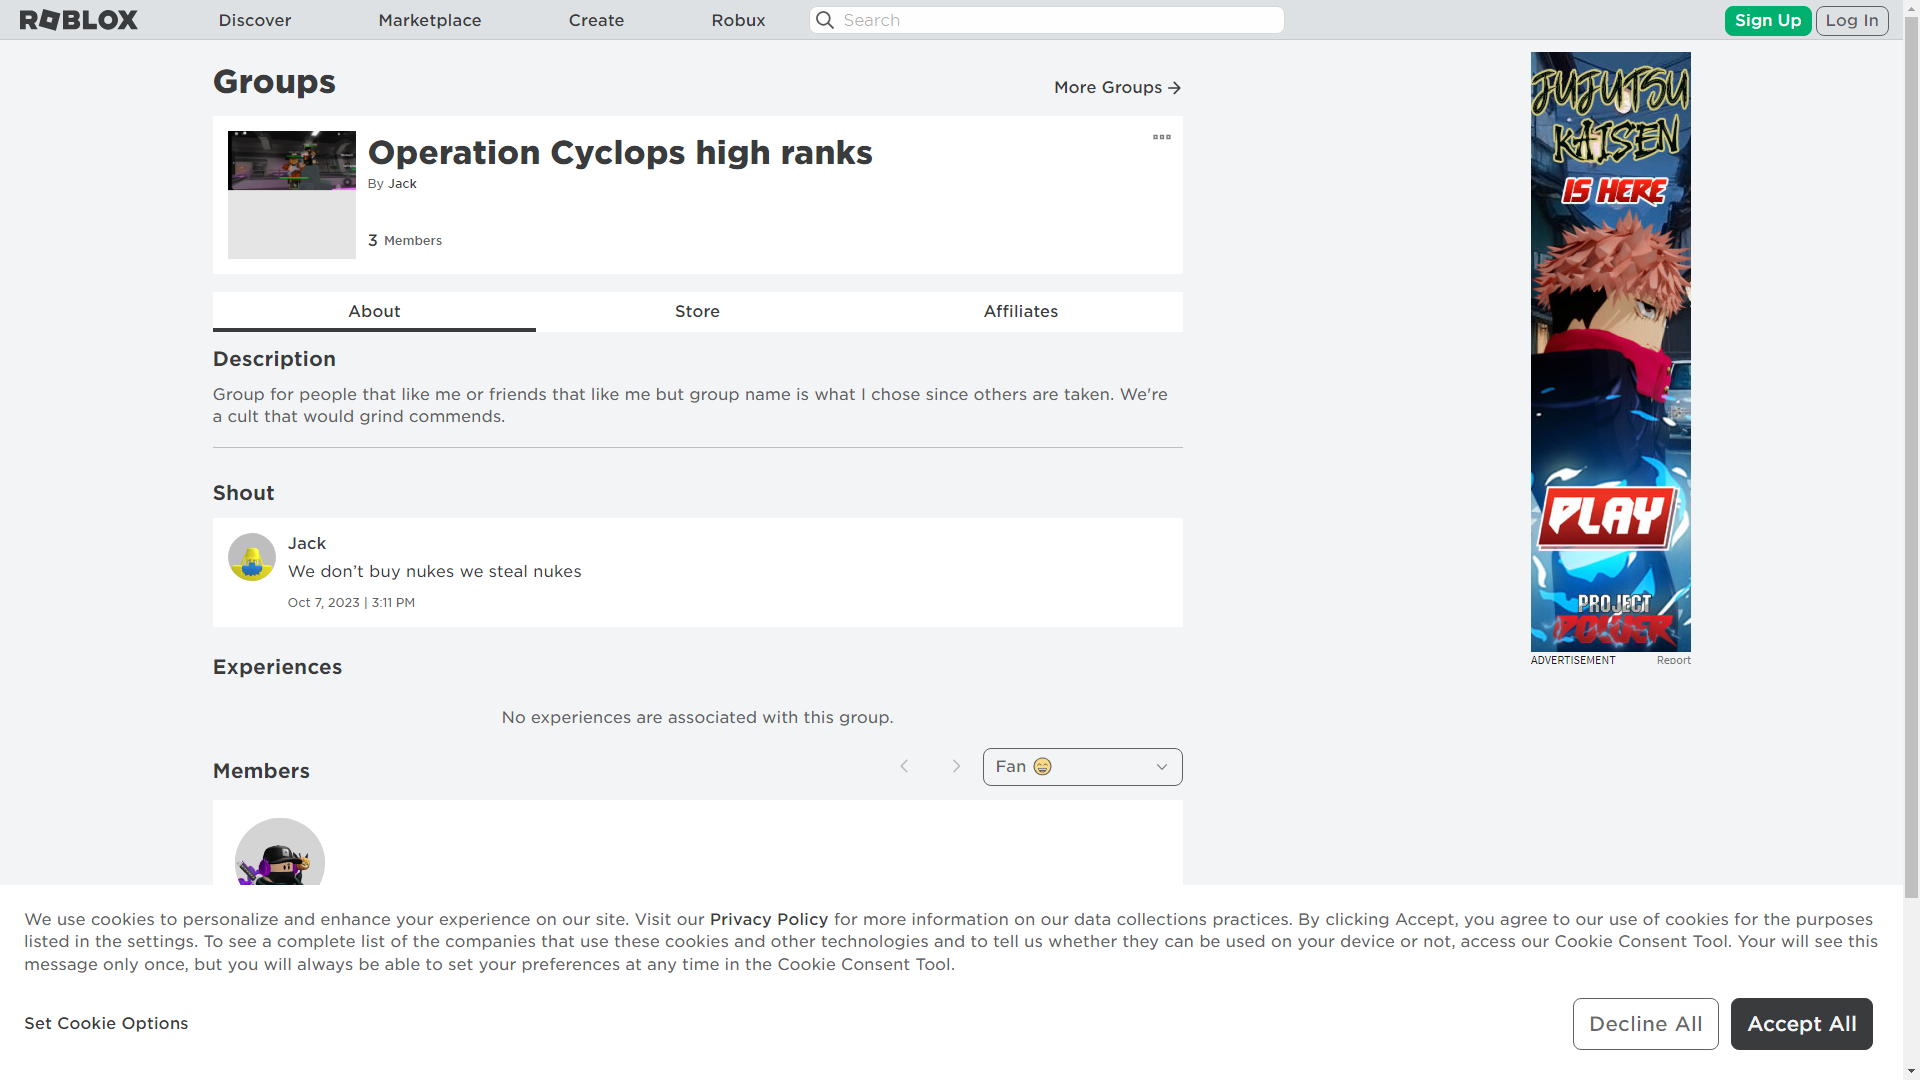 ROBLOX
Discover
Marketplace
Create
Robux
Search
Sign Up
Log In
Groups
More Groups
Operation Cyclops high ranks
By Jack
3 Members
About
Store
Affiliates
Description
Group for people that like me or friends that like me but group name is what I chose since others are taken. We're
a cult that would grind commends.
Shout
Jack
We don’t buy nukes we steal nukes
Oct 7, 2023 | 3:11 PM
Experiences
No experiences are associated with this group.
Members
Fan 😄
JUJUTSU
KAISEN
IS HERE
PLAY
PROJECT
POWER
ADVERTISEMENT
Report
We use cookies to personalize and enhance your experience on our site. Visit our Privacy Policy for more information on our data collections practices. By clicking Accept, you agree to our use of cookies for the purposes
listed in the settings. To see a complete list of the companies that use these cookies and other technologies and to tell us whether they can be used on your device or not, access our Cookie Consent Tool. Your will see this
message only once, but you will always be able to set your preferences at any time in the Cookie Consent Tool.
Set Cookie Options
Decline All
Accept All